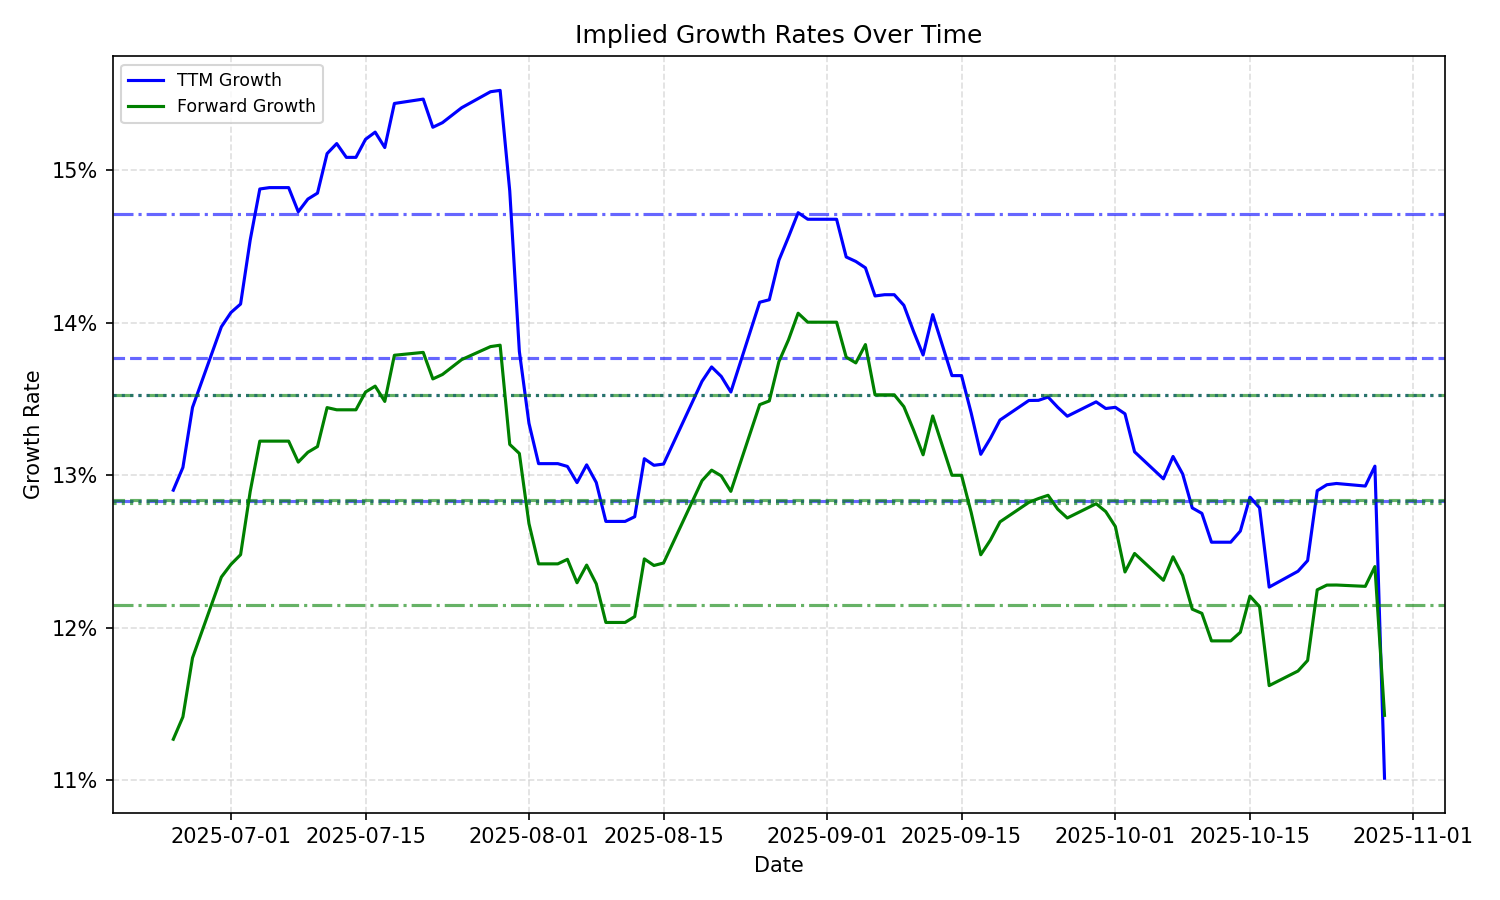 Implied Growth Rates Over Time
TTM Growth
Forward Growth
15%
14%
13%
12%
11%
Growth Rate
2025-07-01
2025-07-15
2025-08-01
2025-08-15
2025-09-01
2025-09-15
2025-10-01
2025-10-15
2025-11-01
Date